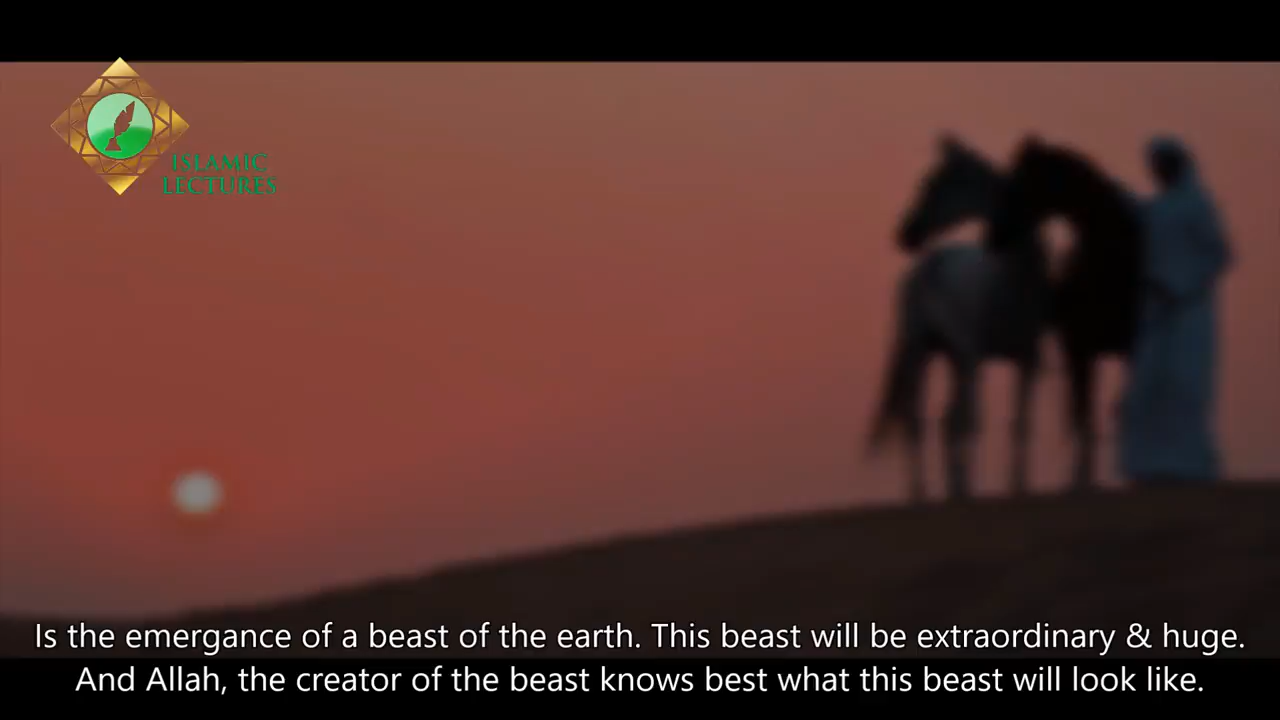 ISLAMIC
LECTURES
Is the emergance of a beast of the earth. This beast will be extraordinary & huge.
And Allah, the creator of the beast knows best what this beast will look like.